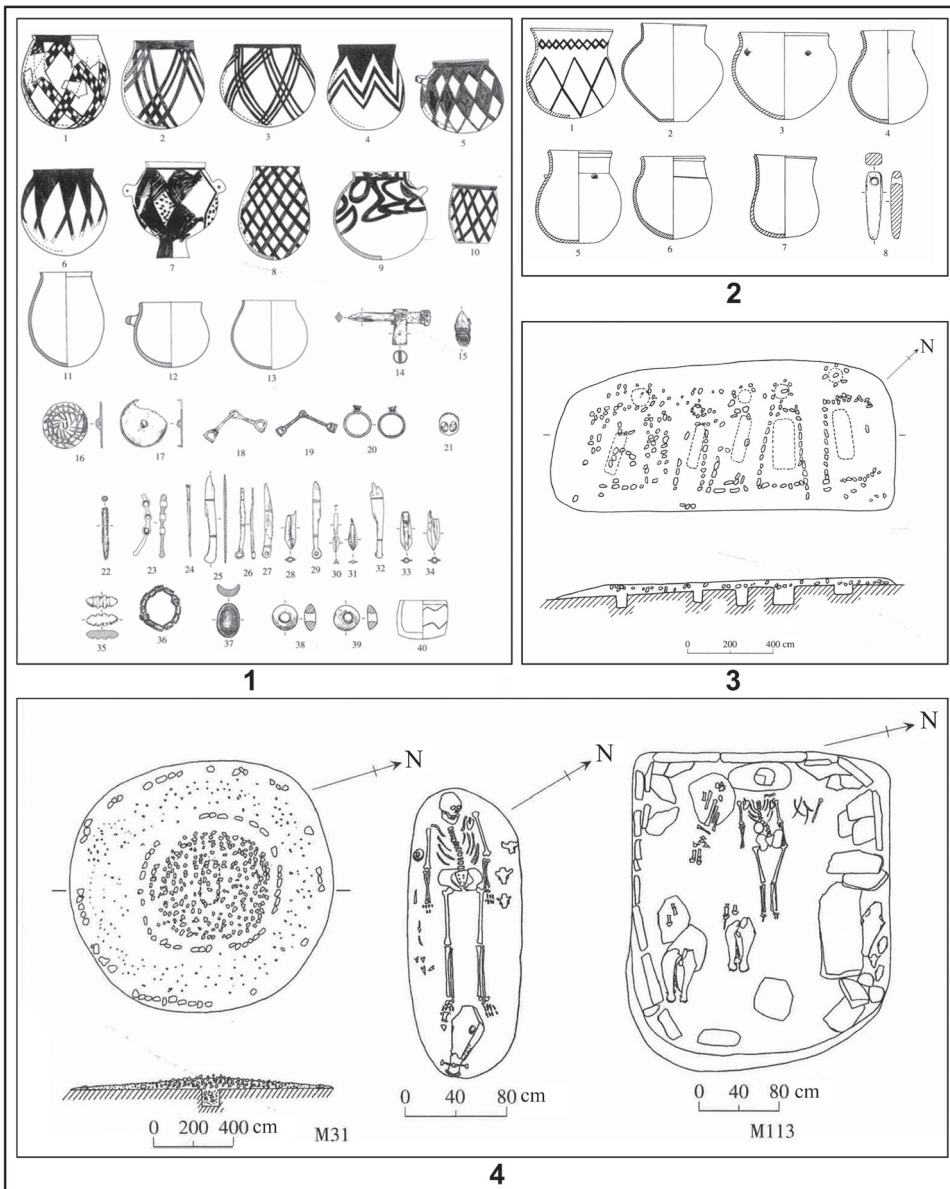 1 2 3 4 5
6 7 8 9 10
11 12 13 14 15
16 17 18 19 20 21
22 23 24 25 26 27 28 29 30 31 32 33 34
35 36 37 38 39 40
1
1 2 3 4
5 6 7 8
2
N
0 200 400 cm
3
N
0 200 400 cm
M31
N
0 40 80 cm
N
0 40 80 cm
M113
4